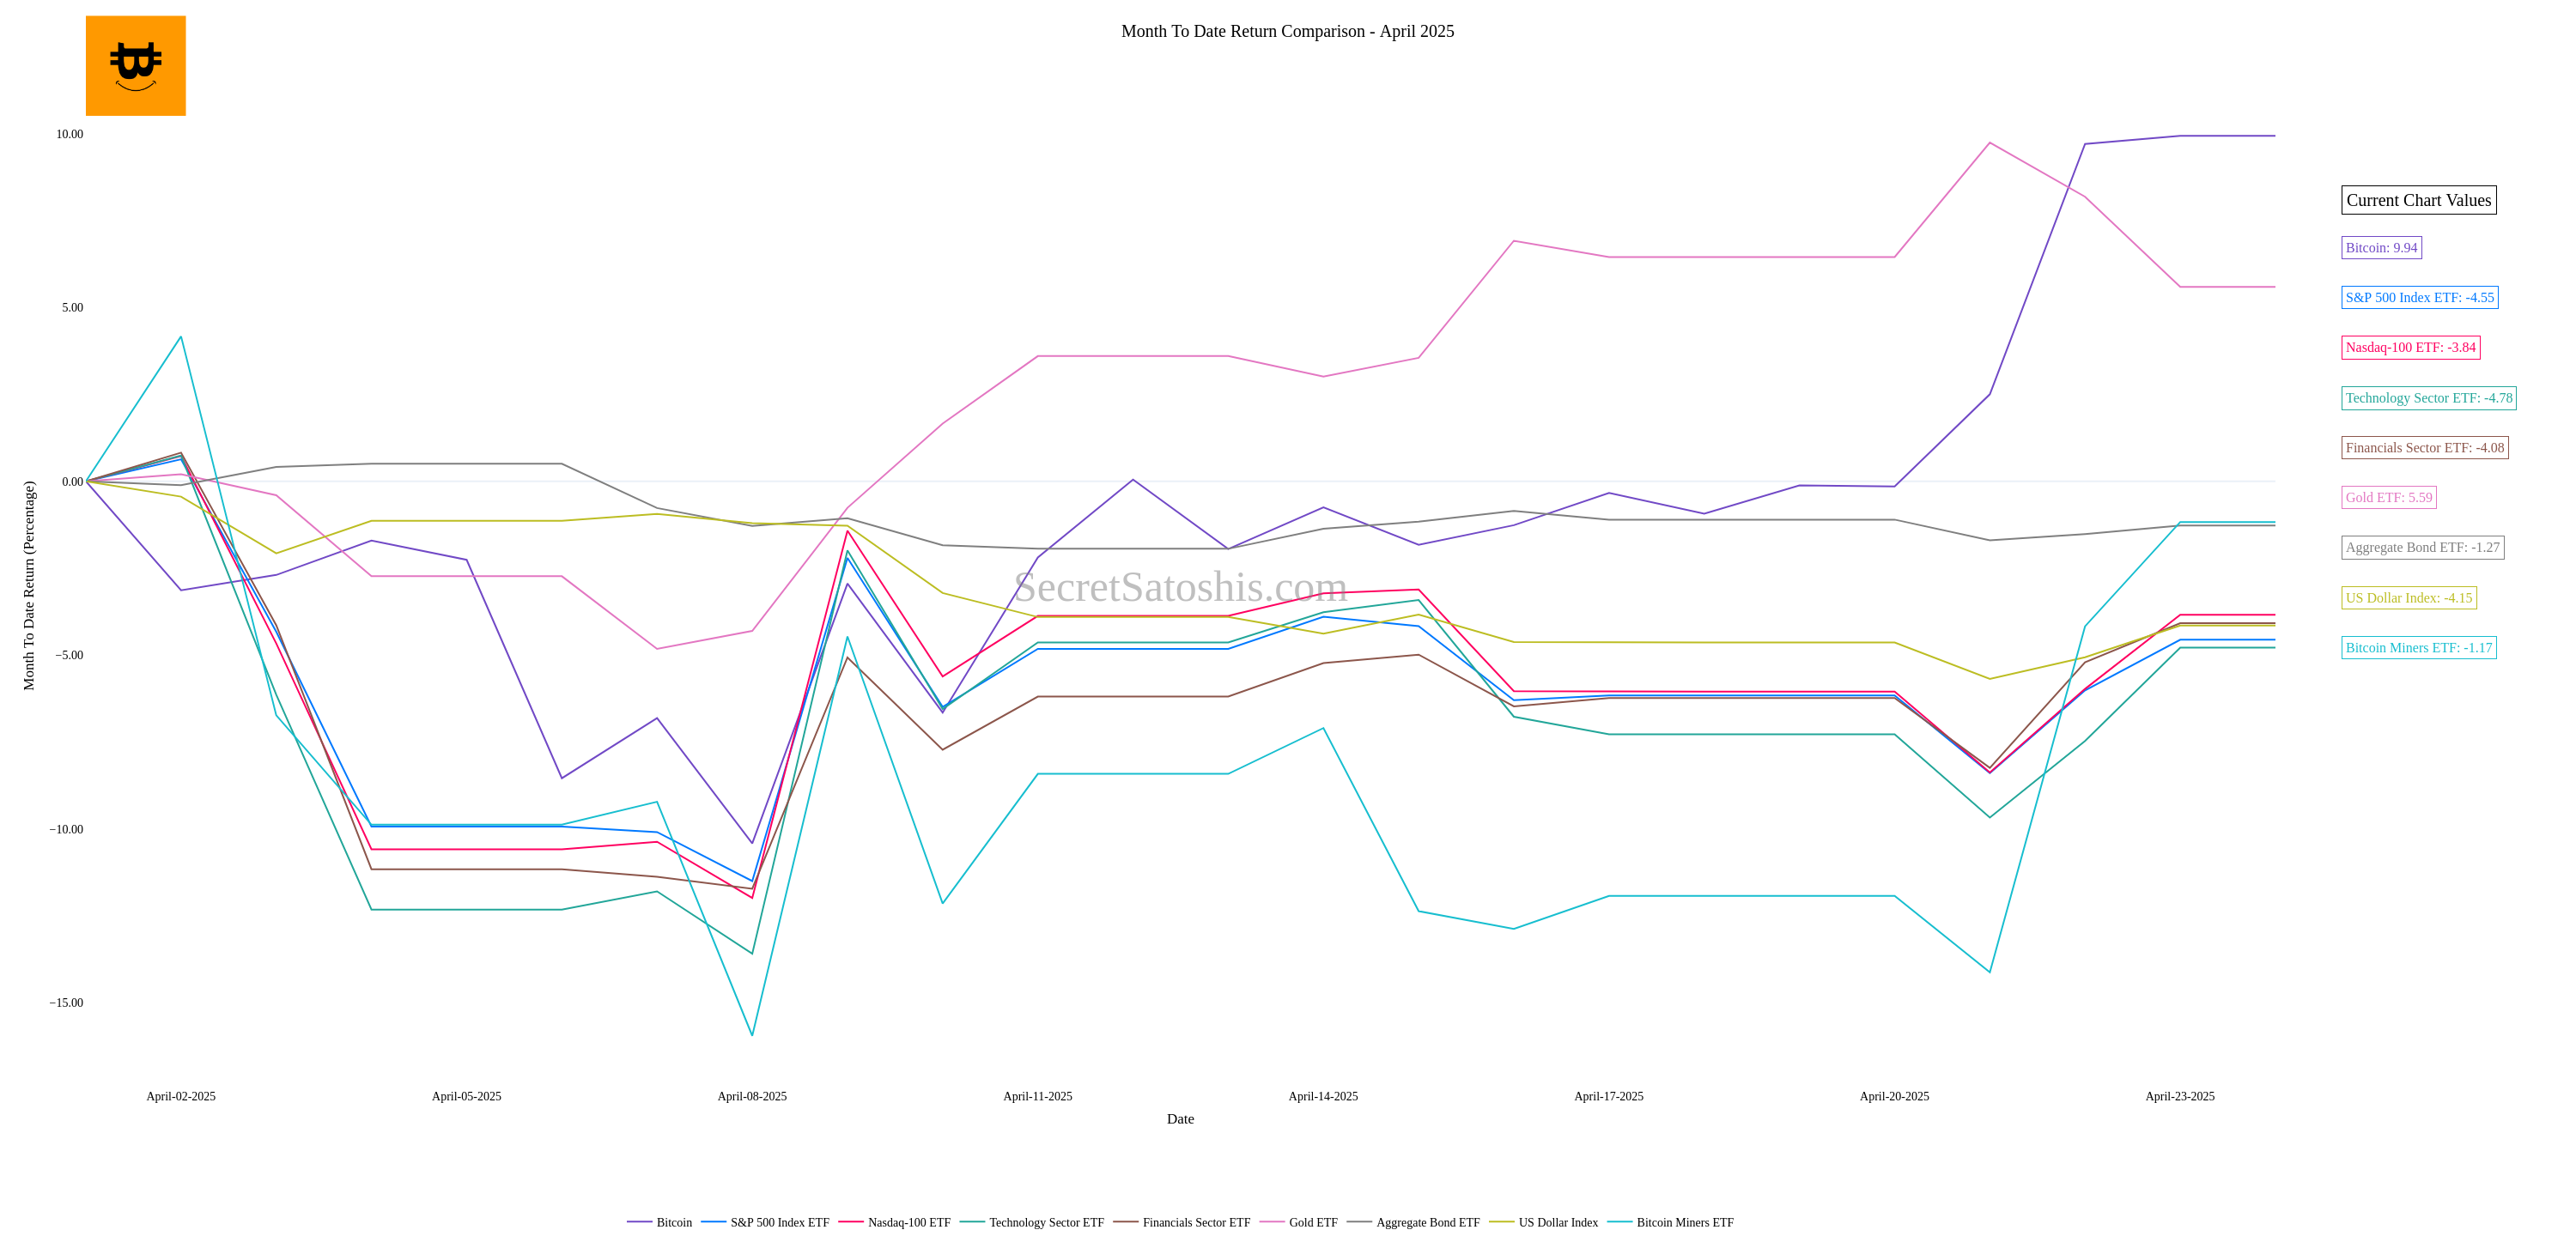 Month To Date Return Comparison - April 2025
10.00
5.00
0.00
−5.00
−10.00
−15.00
Month To Date Return (Percentage)
SecretSatoshis.com
April-02-2025
April-05-2025
April-08-2025
April-11-2025
April-14-2025
April-17-2025
April-20-2025
April-23-2025
Date
Current Chart Values
Bitcoin: 9.94
S&P 500 Index ETF: -4.55
Nasdaq-100 ETF: -3.84
Technology Sector ETF: -4.78
Financials Sector ETF: -4.08
Gold ETF: 5.59
Aggregate Bond ETF: -1.27
US Dollar Index: -4.15
Bitcoin Miners ETF: -1.17
Bitcoin
S&P 500 Index ETF
Nasdaq-100 ETF
Technology Sector ETF
Financials Sector ETF
Gold ETF
Aggregate Bond ETF
US Dollar Index
Bitcoin Miners ETF